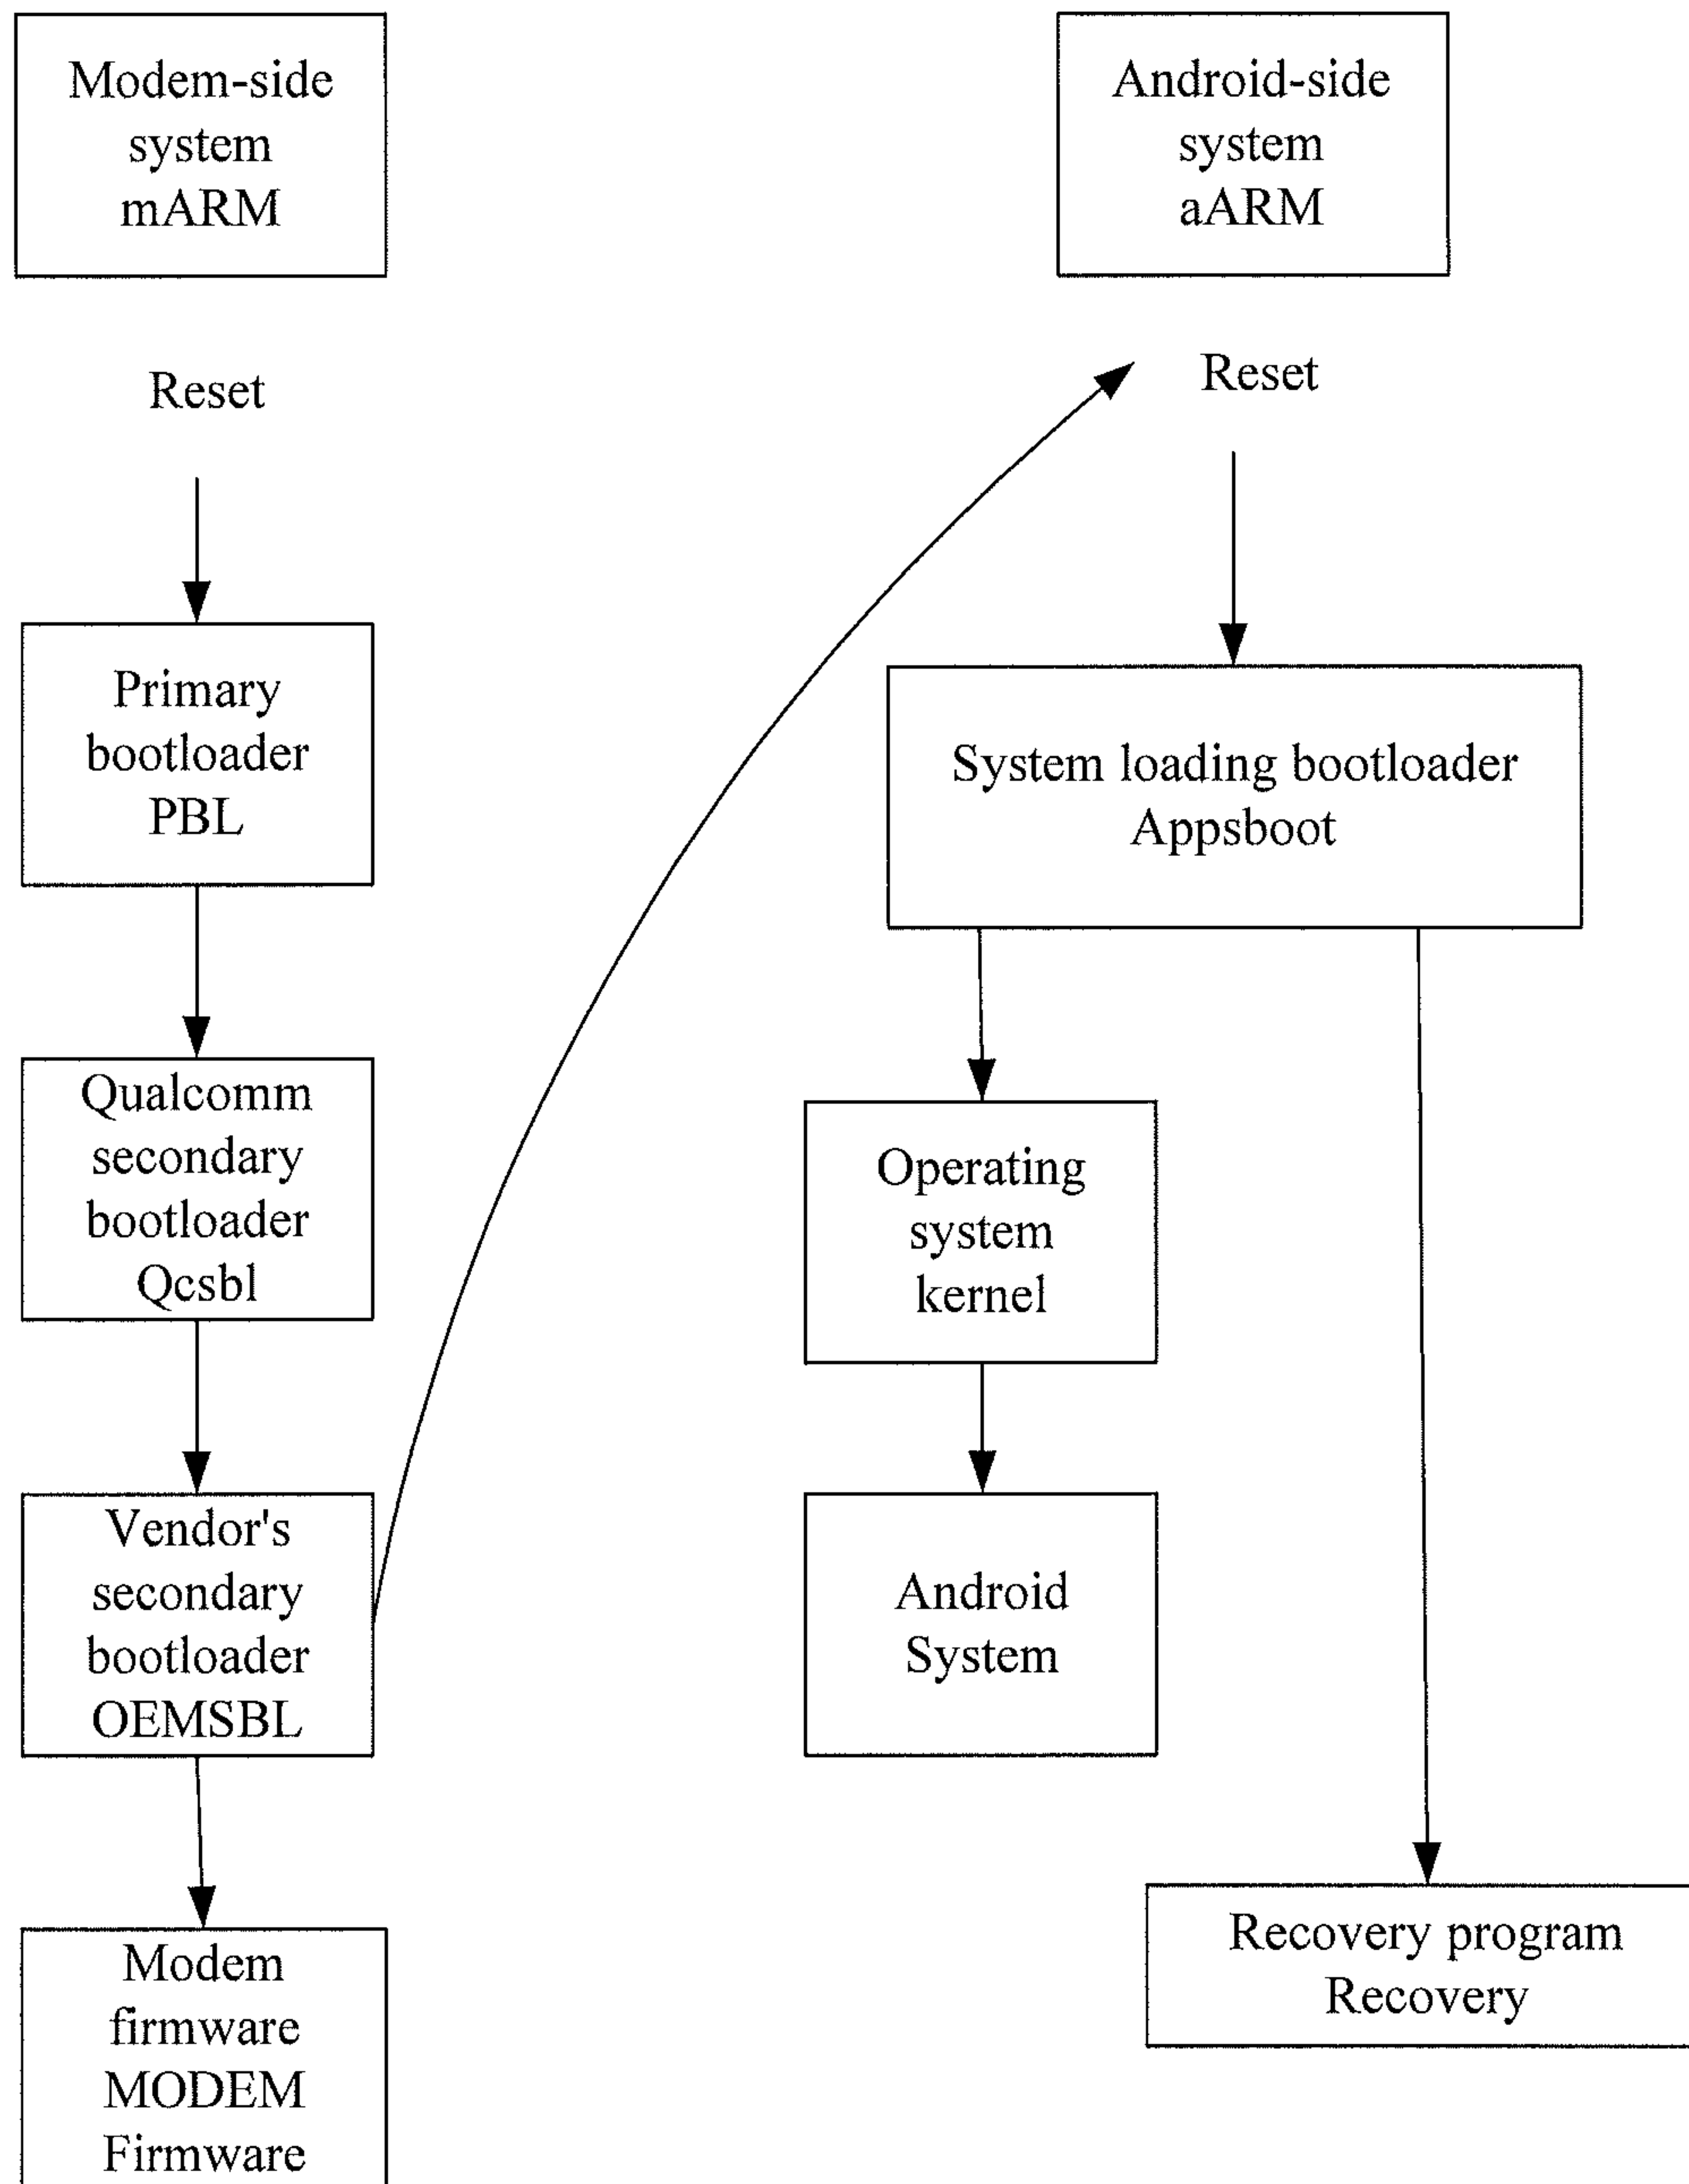 Modem-side
system
mARM
Reset
Primary
bootloader
PBL
Qualcomm
secondary
bootloader
Qcsbl
Vendor's
secondary
bootloader
OEMSBL
Modem
firmware
MODEM
Firmware
Android-side
system
aARM
Reset
System loading bootloader
Appsboot
Operating
system
kernel
Android
System
Recovery program
Recovery